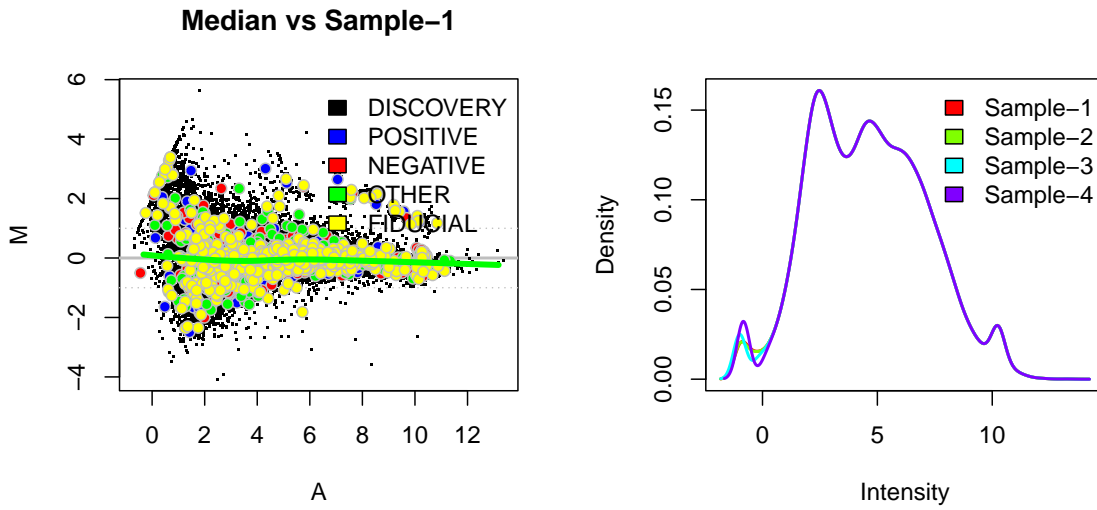 Median vs Sample−1
M
6
4
2
0
−2
−4
DISCOVERY
POSITIVE
NEGATIVE
OTHER
FIDUCIAL
0 2 4 6 8 10 12
A
Density
0.15
0.10
0.05
0.00
Sample−1
Sample−2
Sample−3
Sample−4
0 5 10
Intensity